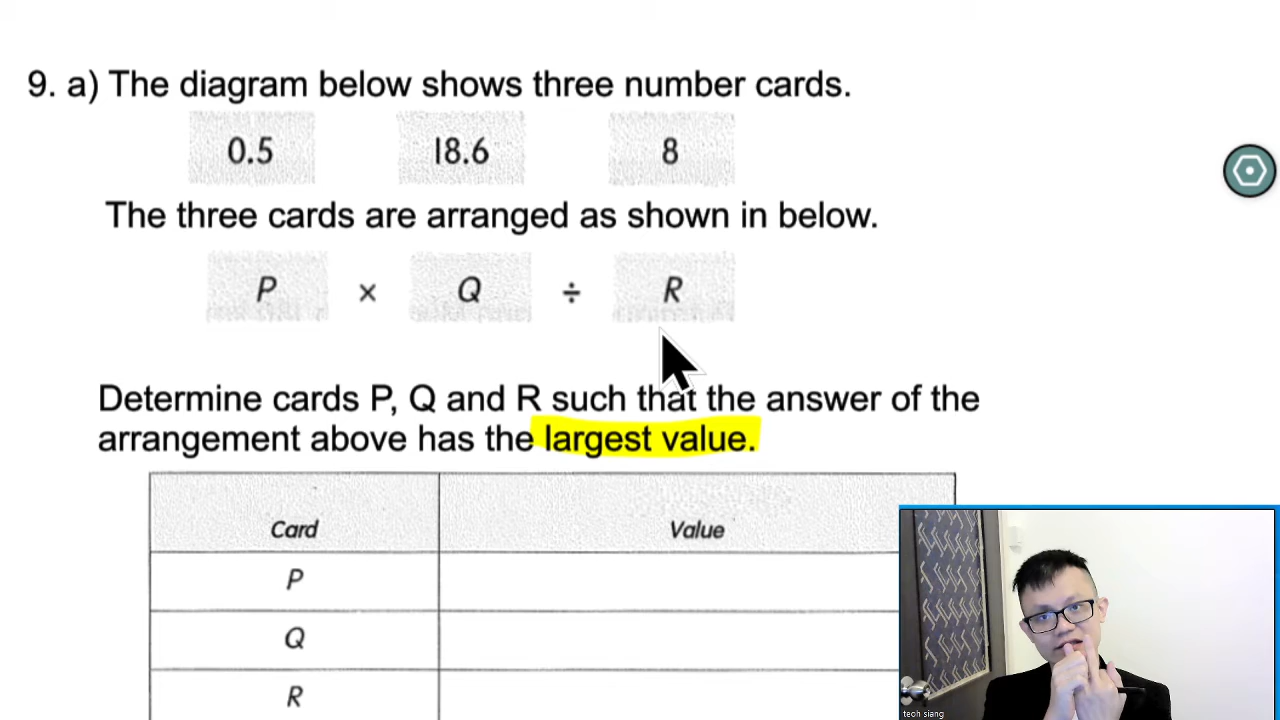 9. a) The diagram below shows three number cards.
0.5 18.6 8
The three cards are arranged as shown in below.
P × Q ÷ R
Determine cards P, Q and R such that the answer of the
arrangement above has the largest value.
Card Value
P
Q
R
teoh siang